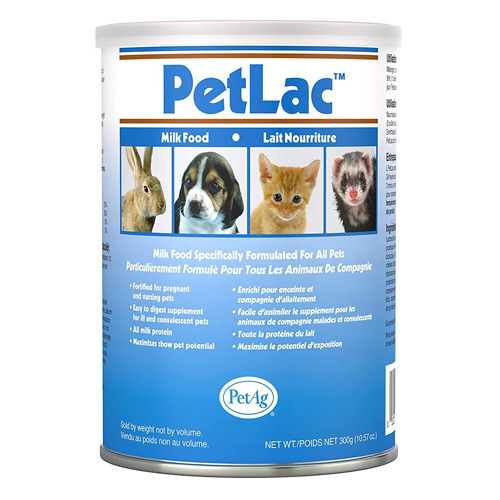 PetLac™
Milk Food • Lait Nourriture
Milk Food Specifically Formulated For All Pets
Particulièrement Formulè Pour Tous Les Animaux De Compagnie
• Fortified for pregnant
and nursing pets
• Easy to digest supplement
for ill and convalescent pets
• All milk protein
• Maximizes show pet potential
• Enrichi pour enceinte et
compagnie d'allaitement
• Facile d'assimiler le supplément pour les
animaux de compagnie malades et convalescents
• Toute la protéine du lait
• Maximise le potentiel d'exposition
PetAg®
Sold by weight not by volume.
Vendu au poids non au volume.
NET WT./POIDS NET 300g (10.57oz.)